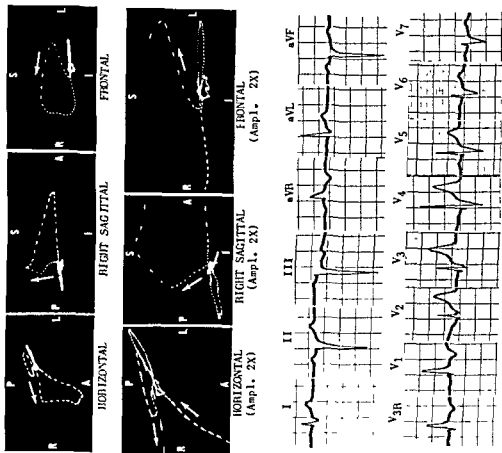 P S S
R L P A R L
A I I
HORIZONTAL RIGHT SAGITTAL FRONTAL
P S S
R L P A R L
A I I
HORIZONTAL RIGHT SAGITTAL FRONTAL
(Ampl. 2X) (Ampl. 2X) (Ampl. 2X)
I II III aVR aVL aVF
V3R V1 V2 V3 V4 V5 V6 V7